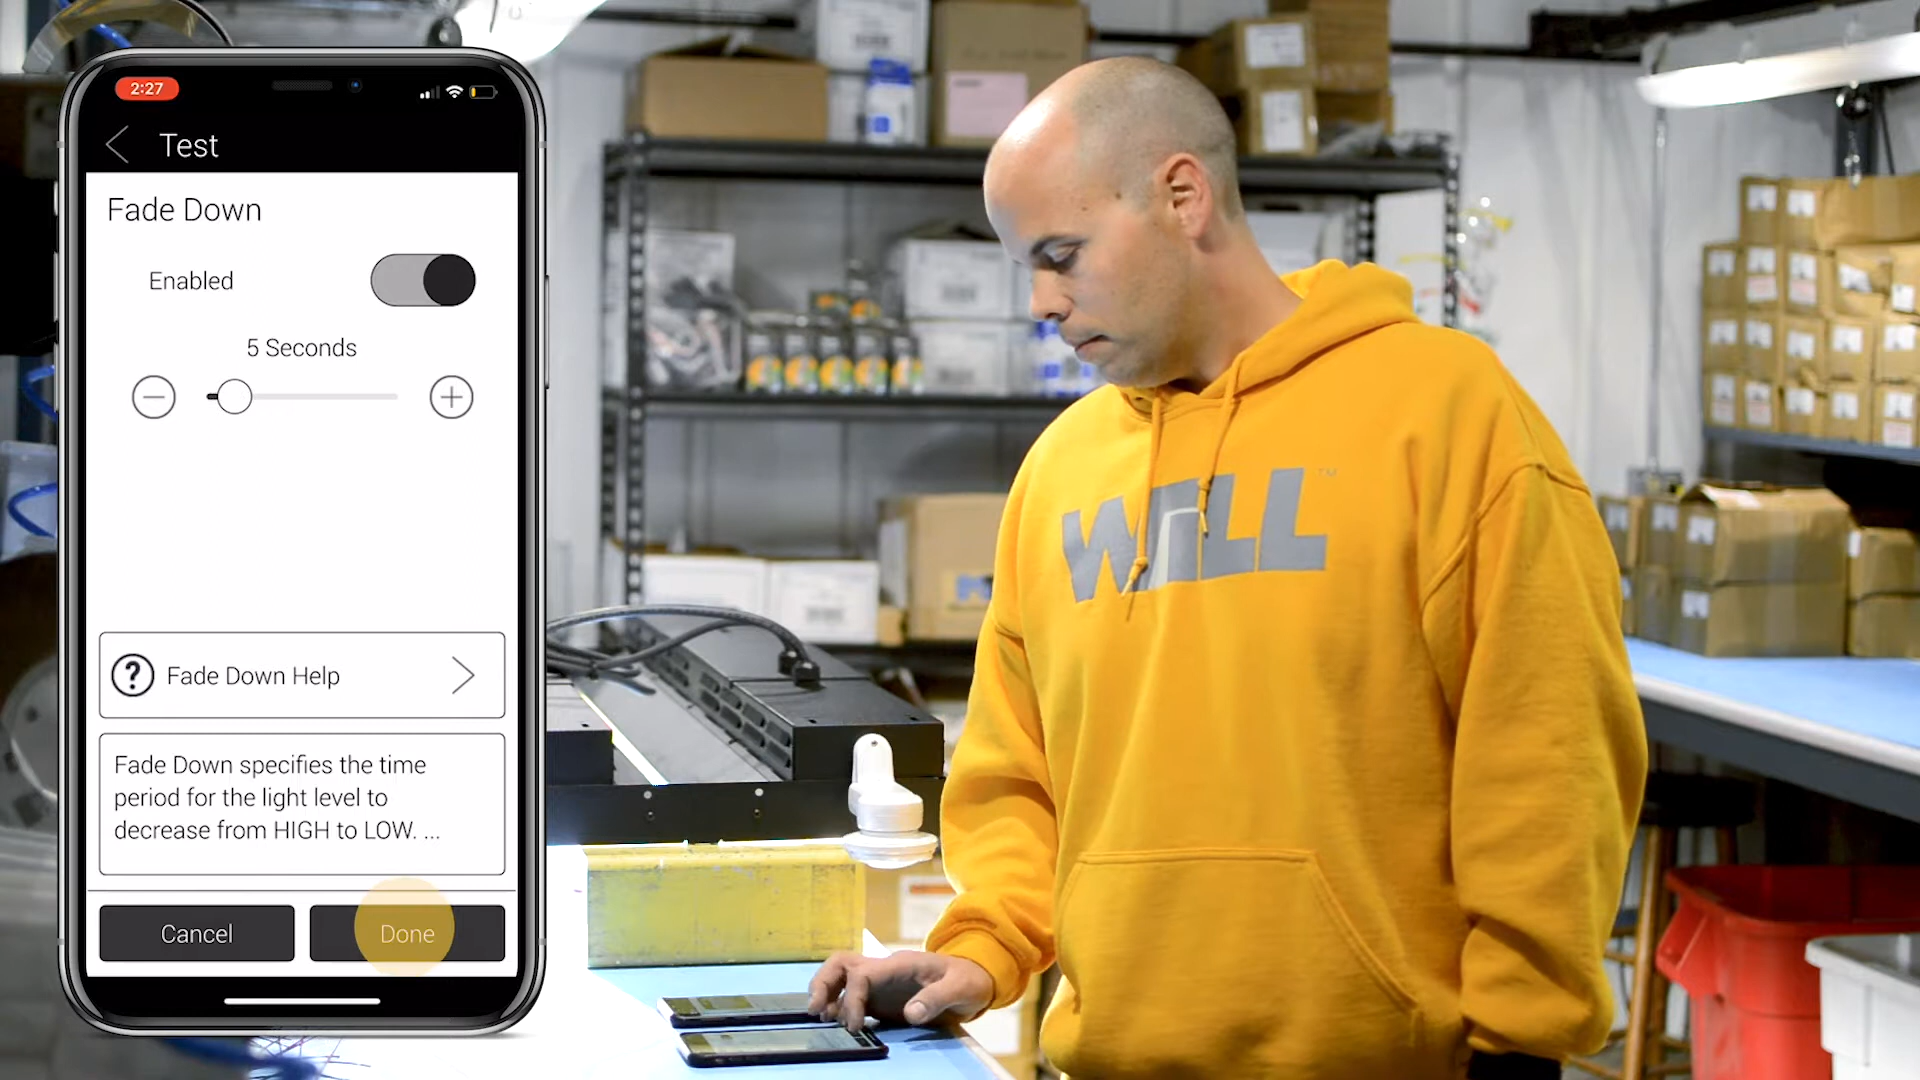 2:27
Test
Fade Down
Enabled
5 Seconds
Fade Down Help
Fade Down specifies the time
period for the light level to
decrease from HIGH to LOW. ...
Cancel
Done
WILL™